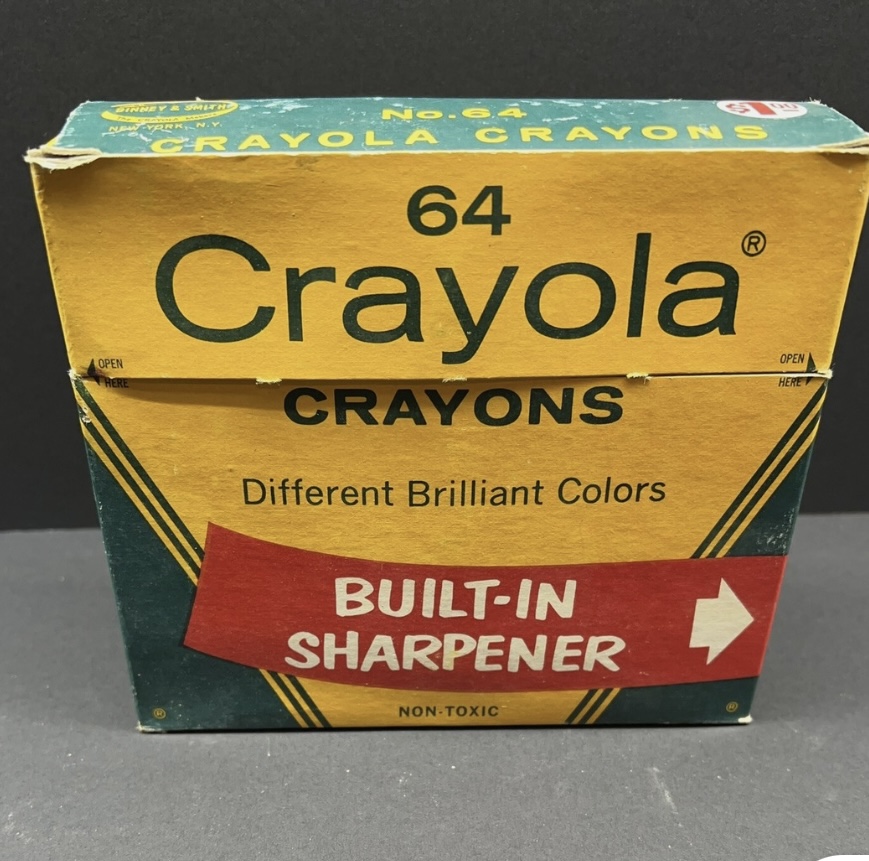 BINNEY & SMITH
NEW YORK, N.Y.
No. 64
$1.00
CRAYOLA CRAYONS
64
Crayola®
OPEN
OPEN
HERE
HERE
CRAYONS
Different Brilliant Colors
BUILT-IN
SHARPENER
NON-TOXIC
®
®